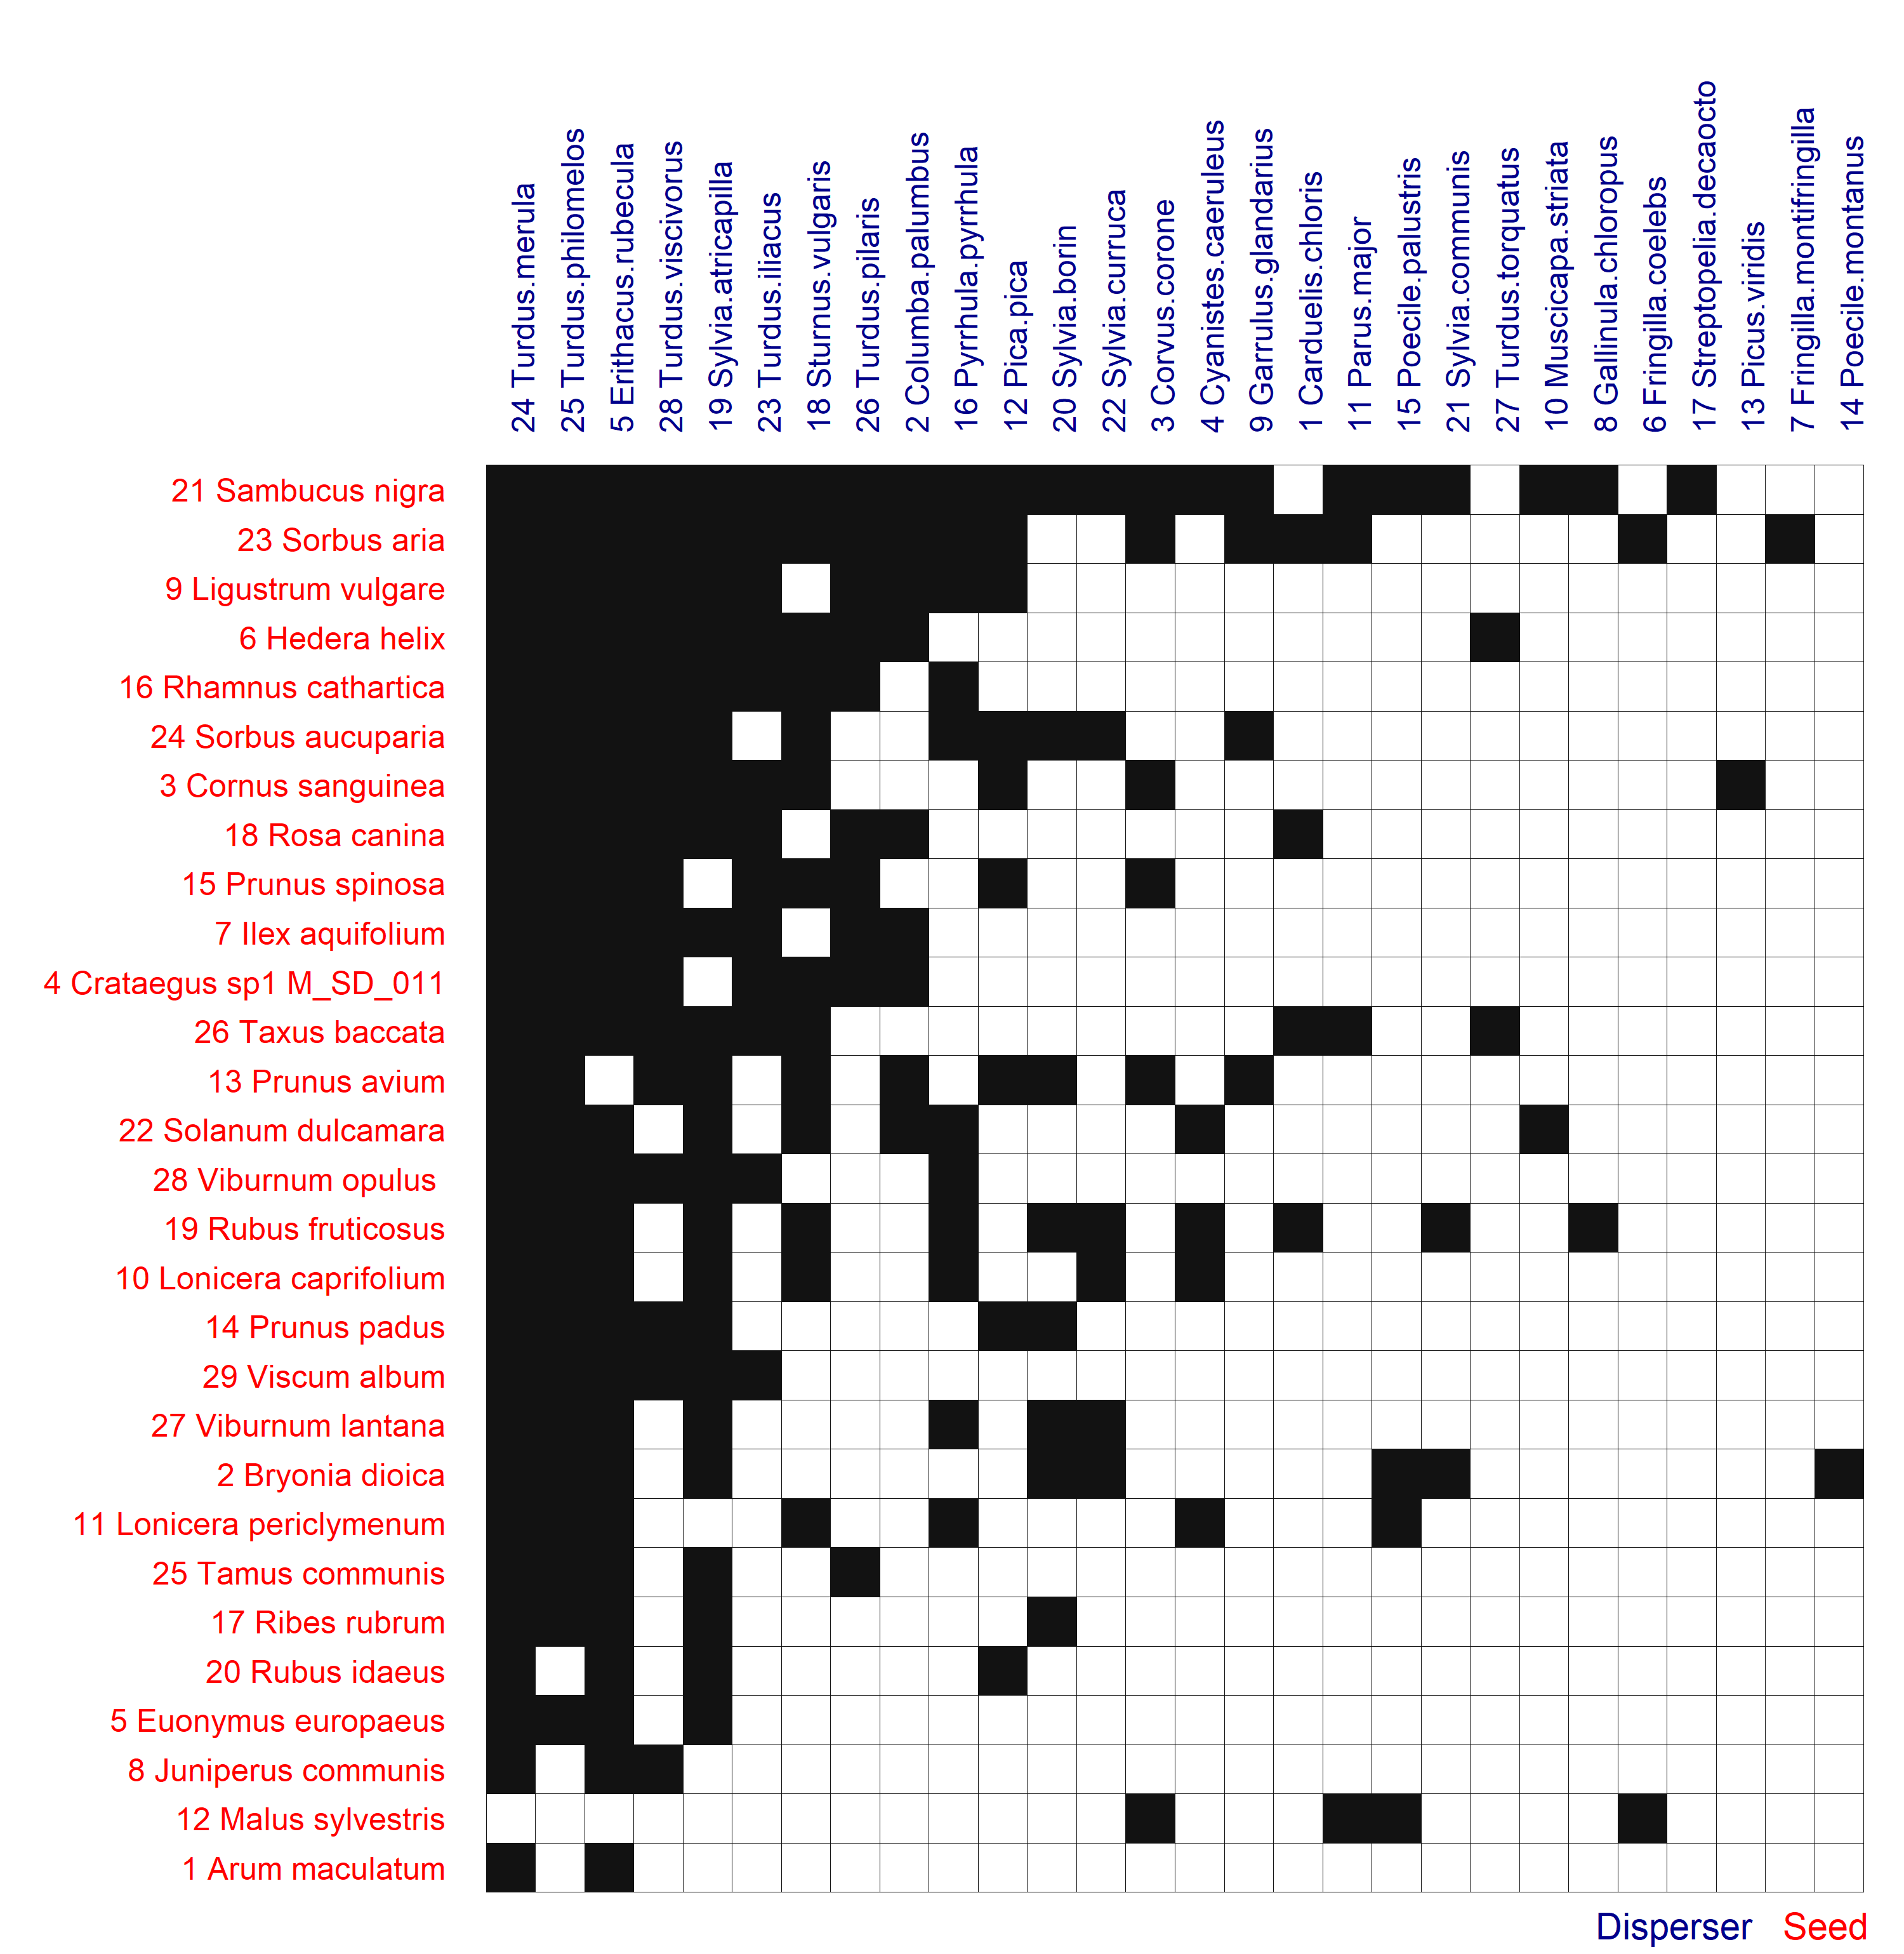 24 Turdus.merula
25 Turdus.philomelos
5 Erithacus.rubecula
28 Turdus.viscivorus
19 Sylvia.atricapilla
23 Turdus.iliacus
18 Sturnus.vulgaris
26 Turdus.pilaris
2 Columba.palumbus
16 Pyrrhula.pyrrhula
12 Pica.pica
20 Sylvia.borin
22 Sylvia.curruca
3 Corvus.corone
4 Cyanistes.caeruleus
9 Garrulus.glandarius
1 Carduelis.chloris
11 Parus.major
15 Poecile.palustris
21 Sylvia.communis
27 Turdus.torquatus
10 Muscicapa.striata
8 Gallinula.chloropus
6 Fringilla.coelebs
17 Streptopelia.decaocto
13 Picus.viridis
7 Fringilla.montifringilla
14 Poecile.montanus
21 Sambucus nigra
23 Sorbus aria
9 Ligustrum vulgare
6 Hedera helix
16 Rhamnus cathartica
24 Sorbus aucuparia
3 Cornus sanguinea
18 Rosa canina
15 Prunus spinosa
7 Ilex aquifolium
4 Crataegus sp1 M_SD_011
26 Taxus baccata
13 Prunus avium
22 Solanum dulcamara
28 Viburnum opulus
19 Rubus fruticosus
10 Lonicera caprifolium
14 Prunus padus
29 Viscum album
27 Viburnum lantana
2 Bryonia dioica
11 Lonicera periclymenum
25 Tamus communis
17 Ribes rubrum
20 Rubus idaeus
5 Euonymus europaeus
8 Juniperus communis
12 Malus sylvestris
1 Arum maculatum
Disperser Seed